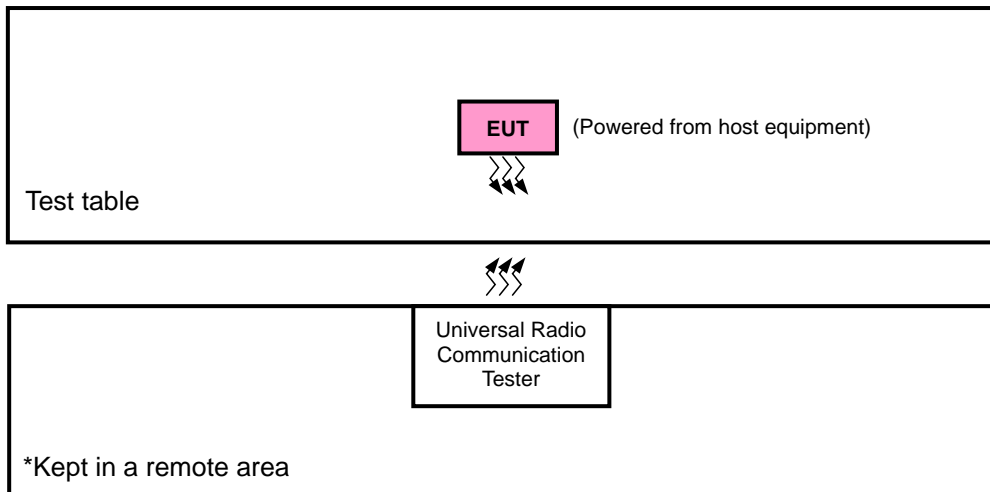 EUT
(Powered from host equipment)
Test table
Universal Radio
Communication
Tester
*Kept in a remote area